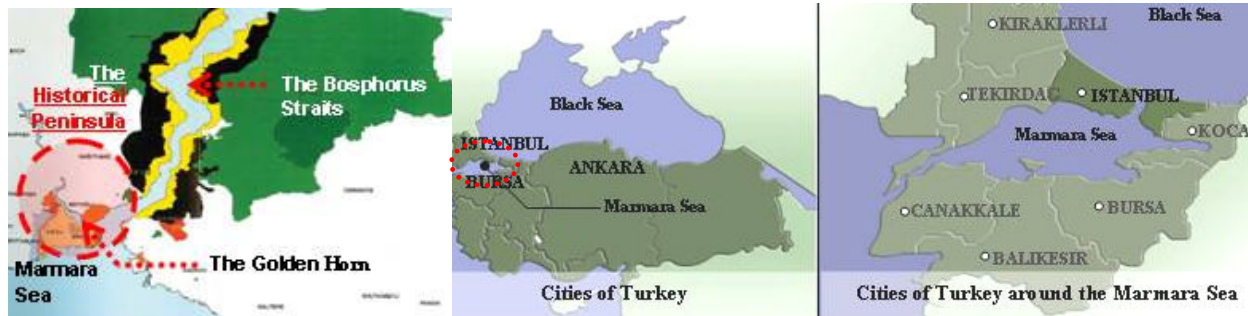 The
Historical
Peninsula
The Bosphorus
Straits
The Golden Horn
Marmara
Sea
Black Sea
ISTANBUL
ANKARA
BURSA
Marmara Sea
Cities of Turkey
KIRAKLERLI
Black Sea
TEKIRDAG
ISTANBUL
Marmara Sea
KOCA
CANAKKALE
BURSA
BALIKESIR
Cities of Turkey around the Marmara Sea